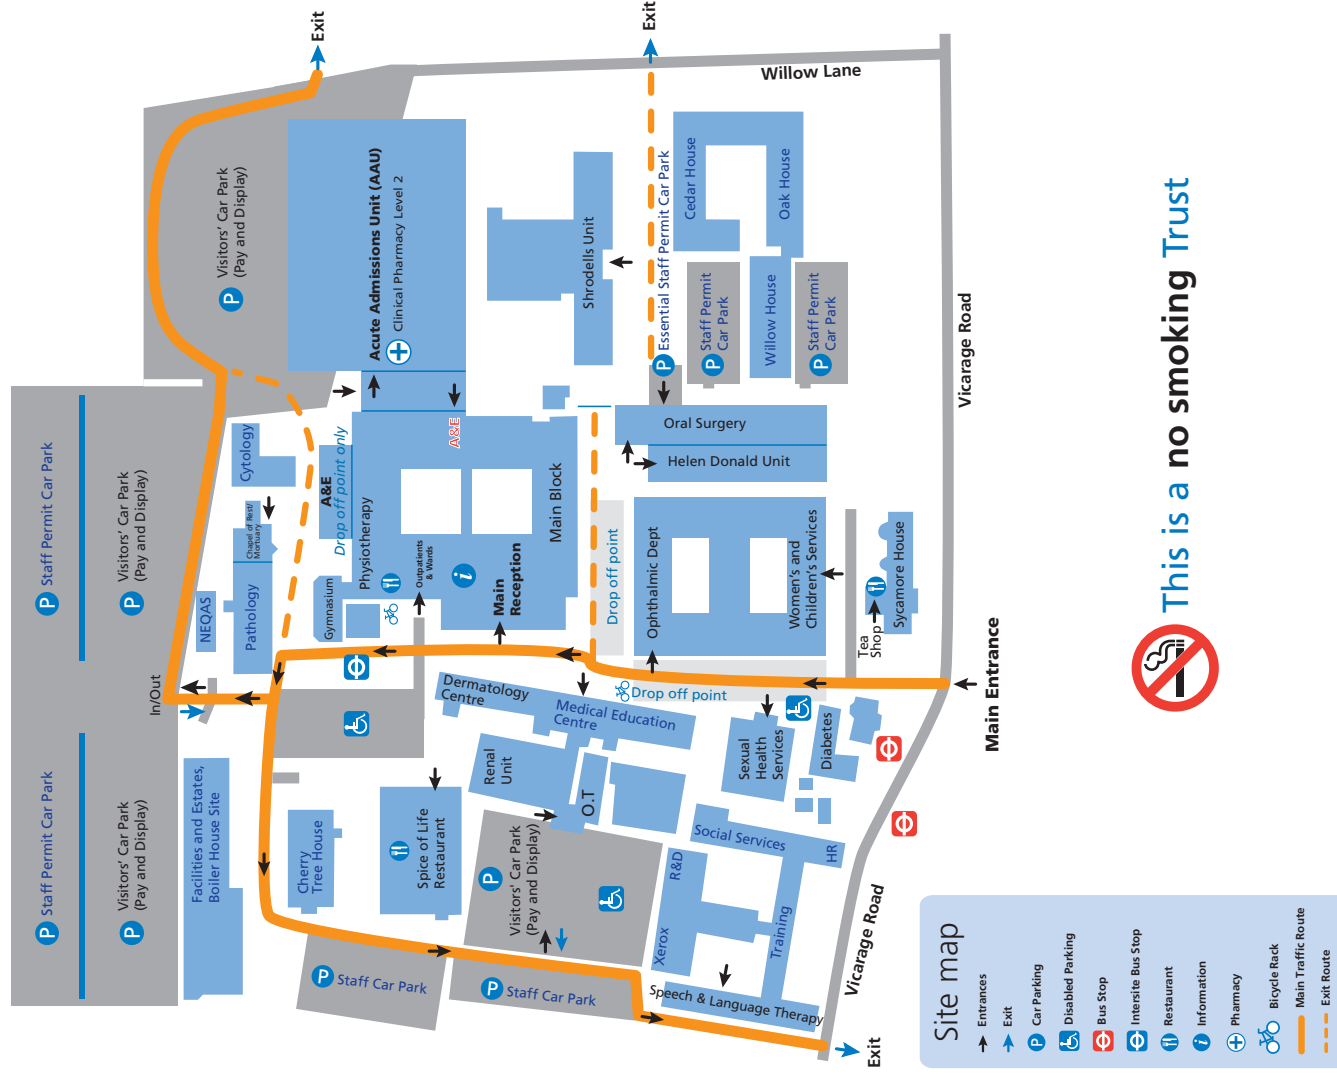 Exit
Exit
Willow Lane
Visitors' Car Park
(Pay and Display)
P
Acute Admissions Unit (AAU)
Clinical Pharmacy Level 2
Shrodells Unit
P
Essential Staff Permit Car Park
Cedar House
Oak House
Staff Permit
Car Park
P
Willow House
Staff Permit
Car Park
P
Vicarage Road
P
Staff Permit Car Park
P
Visitors' Car Park
(Pay and Display)
Cytology
Chapel of Rest/
Mortuary
NEQAS
Pathology
A&E
Drop off point only
Physiotherapy
Gymnasium
Outpatients
& Wards
A&E
Main Block
i
Main
Reception
Drop off point
Oral Surgery
Helen Donald Unit
Ophthalmic Dept
Women's and
Children's Services
Tea
Shop
Sycamore House
Main Entrance
In/Out
P
Staff Permit Car Park
P
Visitors' Car Park
(Pay and Display)
Facilities and Estates,
Boiler House Site
Dermatology
Centre
Medical Education
Centre
Drop off point
Renal
Unit
O.T
Sexual
Health
Services
Diabetes
Cherry
Tree House
Spice of Life
Restaurant
P
Visitors' Car Park
(Pay and Display)
Social Services
HR
R&D
Xerox
Training
Speech & Language Therapy
P
Staff Car Park
P
Staff Car Park
Vicarage Road
Exit
This is a no smoking Trust
Site map
Entrances
Exit
P
Car Parking
Disabled Parking
Bus Stop
Intersite Bus Stop
Restaurant
i
Information
Pharmacy
Bicycle Rack
Main Traffic Route
Exit Route